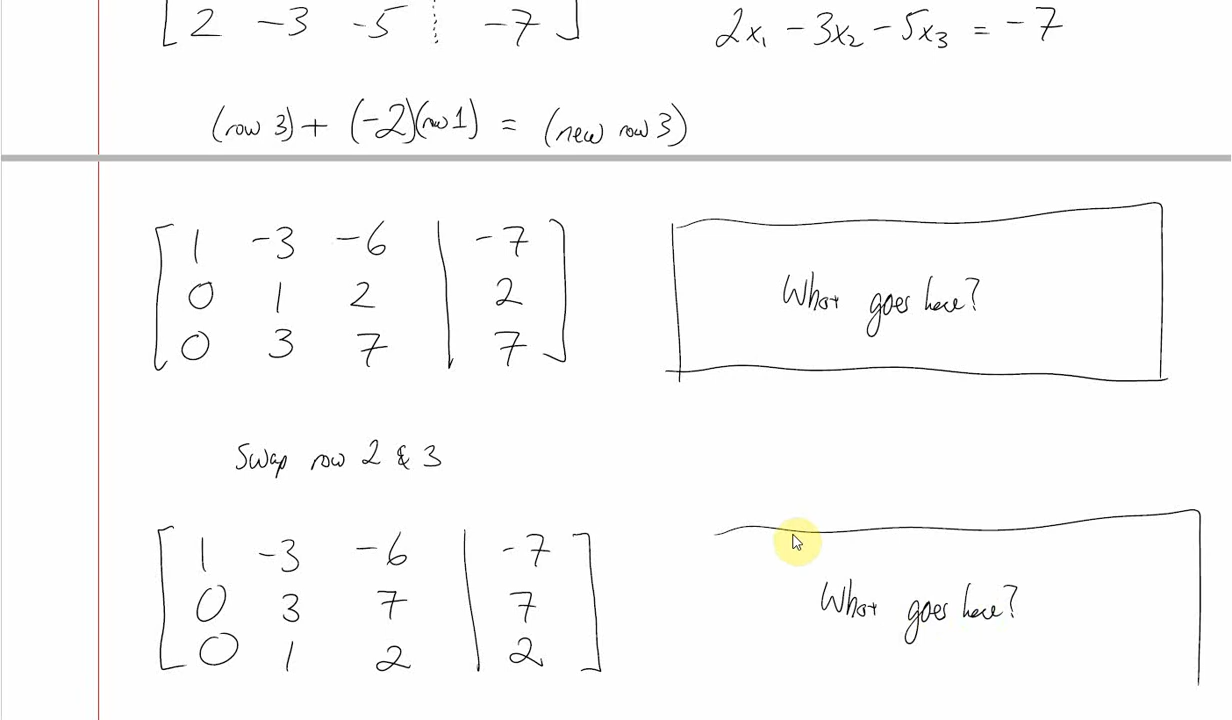 [ 2 -3 -5 ⋮ -7 ] 2x₁ - 3x₂ - 5x₃ = -7
(row 3) + (-2)(row 1) = (new row 3)
[ 1 -3 -6 | -7 ]
[ 0 1 2 | 2 ] What goes here?
[ 0 3 7 | 7 ]
Swap row 2 & 3
[ 1 -3 -6 | -7 ]
[ 0 3 7 | 7 ] What goes here?
[ 0 1 2 | 2 ]